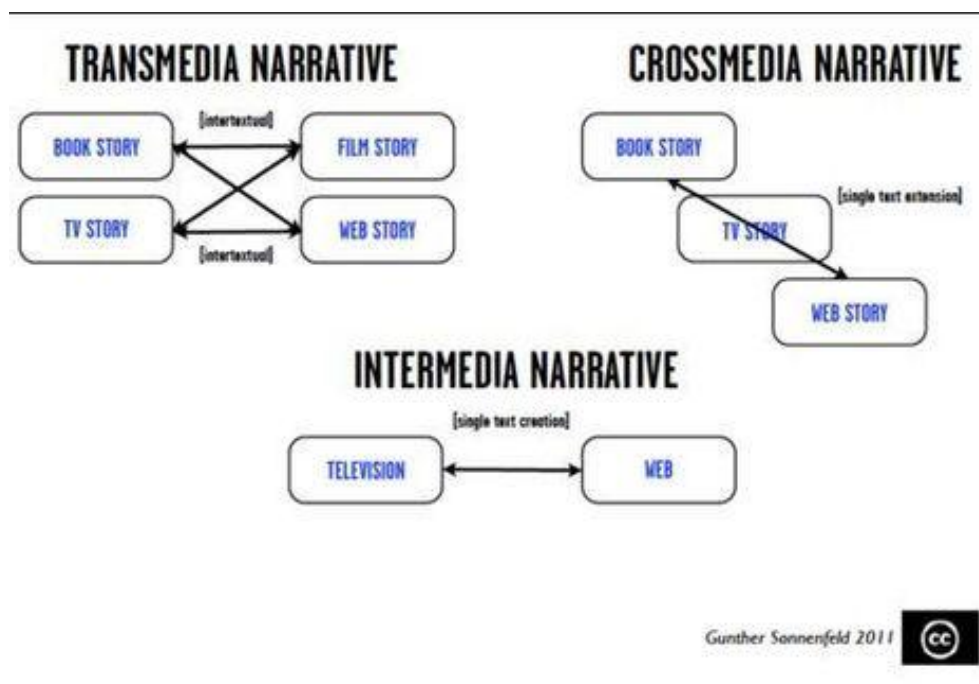 TRANSMEDIA NARRATIVE
[intertextual]
BOOK STORY
FILM STORY
TV STORY
WEB STORY
[intertextual]
CROSSMEDIA NARRATIVE
BOOK STORY
[single text extension]
TV STORY
WEB STORY
INTERMEDIA NARRATIVE
[single text creation]
TELEVISION
WEB
Gunther Sonnenfeld 2011
cc